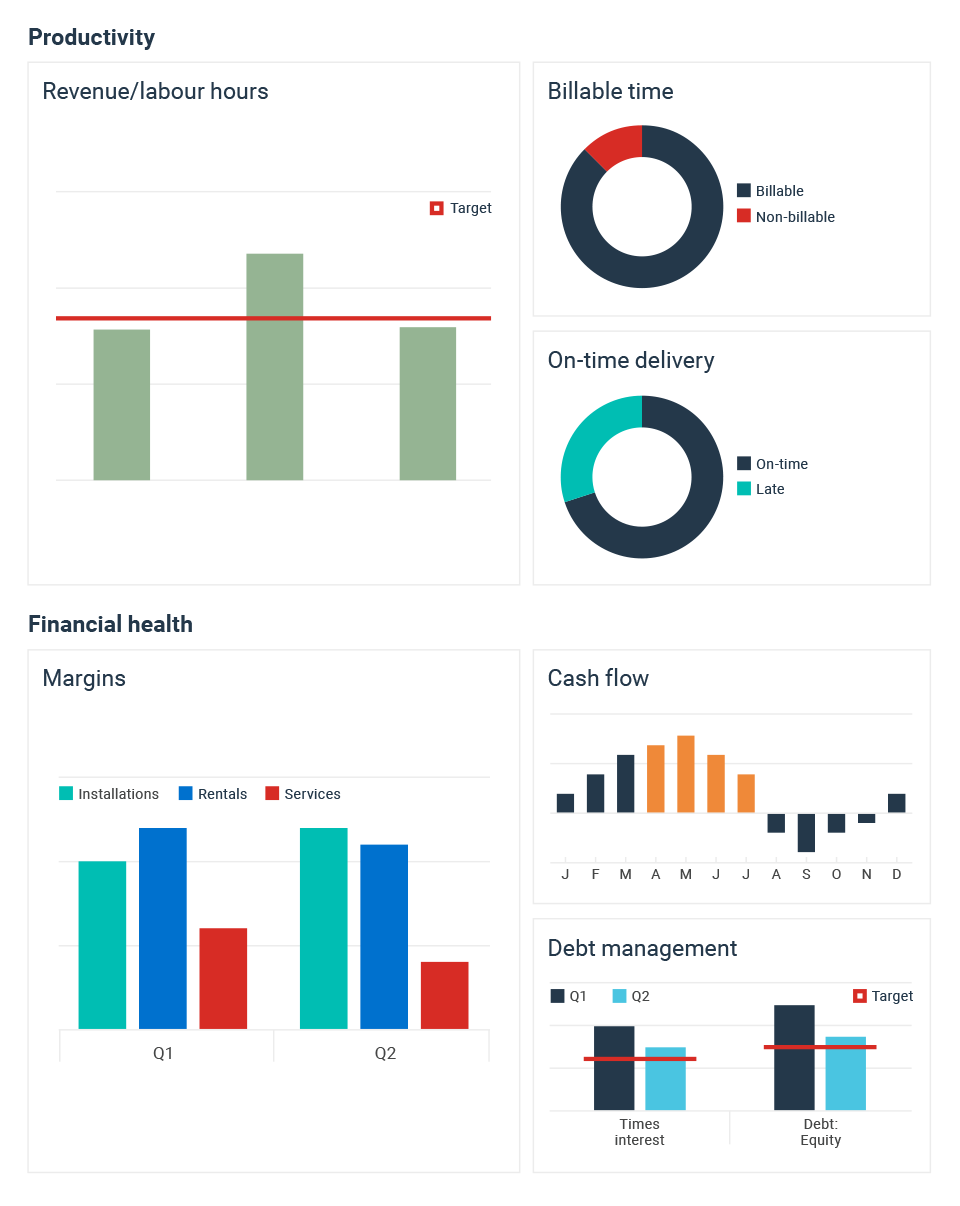 Productivity
Revenue/labour hours
Target
Billable time
Billable
Non-billable
On-time delivery
On-time
Late
Financial health
Margins
Installations Rentals Services
Q1 Q2
Cash flow
J F M A M J J A S O N D
Debt management
Q1 Q2 Target
Times
interest
Debt:
Equity